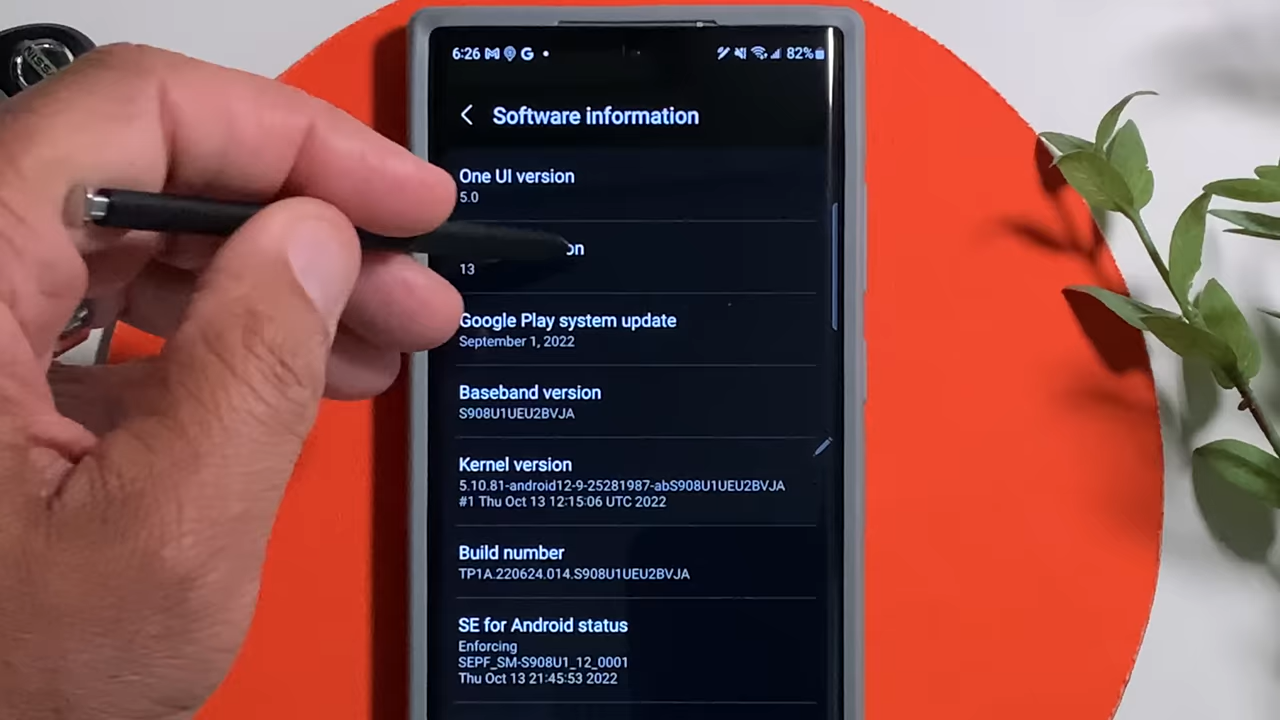 NISSAN
6:26 82%
Software information
One UI version
5.0
on
13
Google Play system update
September 1, 2022
Baseband version
S908U1UEU2BVJA
Kernel version
5.10.81-android12-9-25281987-abS908U1UEU2BVJA
#1 Thu Oct 13 12:15:06 UTC 2022
Build number
TP1A.220624.014.S908U1UEU2BVJA
SE for Android status
Enforcing
SEPF_SM-S908U1_12_0001
Thu Oct 13 21:45:53 2022